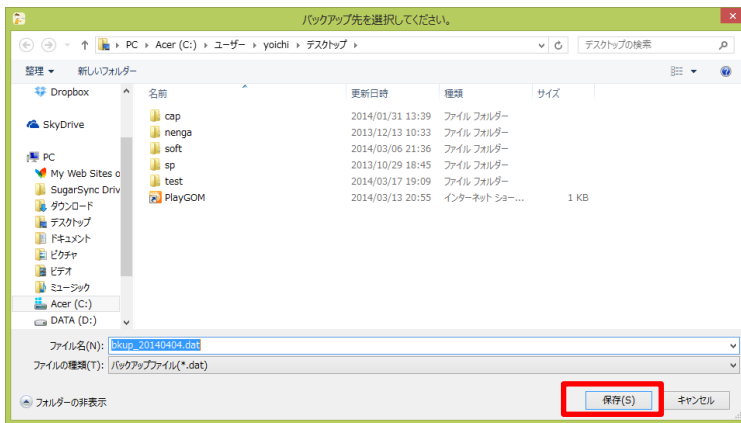 バックアップ先を選択してください。
PC ▸ Acer (C:) ▸ ユーザー ▸ yoichi ▸ デスクトップ ▸ デスクトップの検索
整理 新しいフォルダー
Dropbox
SkyDrive
PC
My Web Sites o
SugarSync Driv
ダウンロード
デスクトップ
ドキュメント
ピクチャ
ビデオ
ミュージック
Acer (C:)
DATA (D:)
名前 更新日時 種類 サイズ
cap 2014/01/31 13:39 ファイル フォルダー
nenga 2013/12/13 10:33 ファイル フォルダー
soft 2014/03/06 21:36 ファイル フォルダー
sp 2013/10/29 18:45 ファイル フォルダー
test 2014/03/17 19:09 ファイル フォルダー
PlayGOM 2014/03/13 20:55 インターネット ショー... 1 KB
ファイル名(N): bkup_20140404.dat
ファイルの種類(T): バックアップファイル(*.dat)
フォルダーの非表示 保存(S) キャンセル